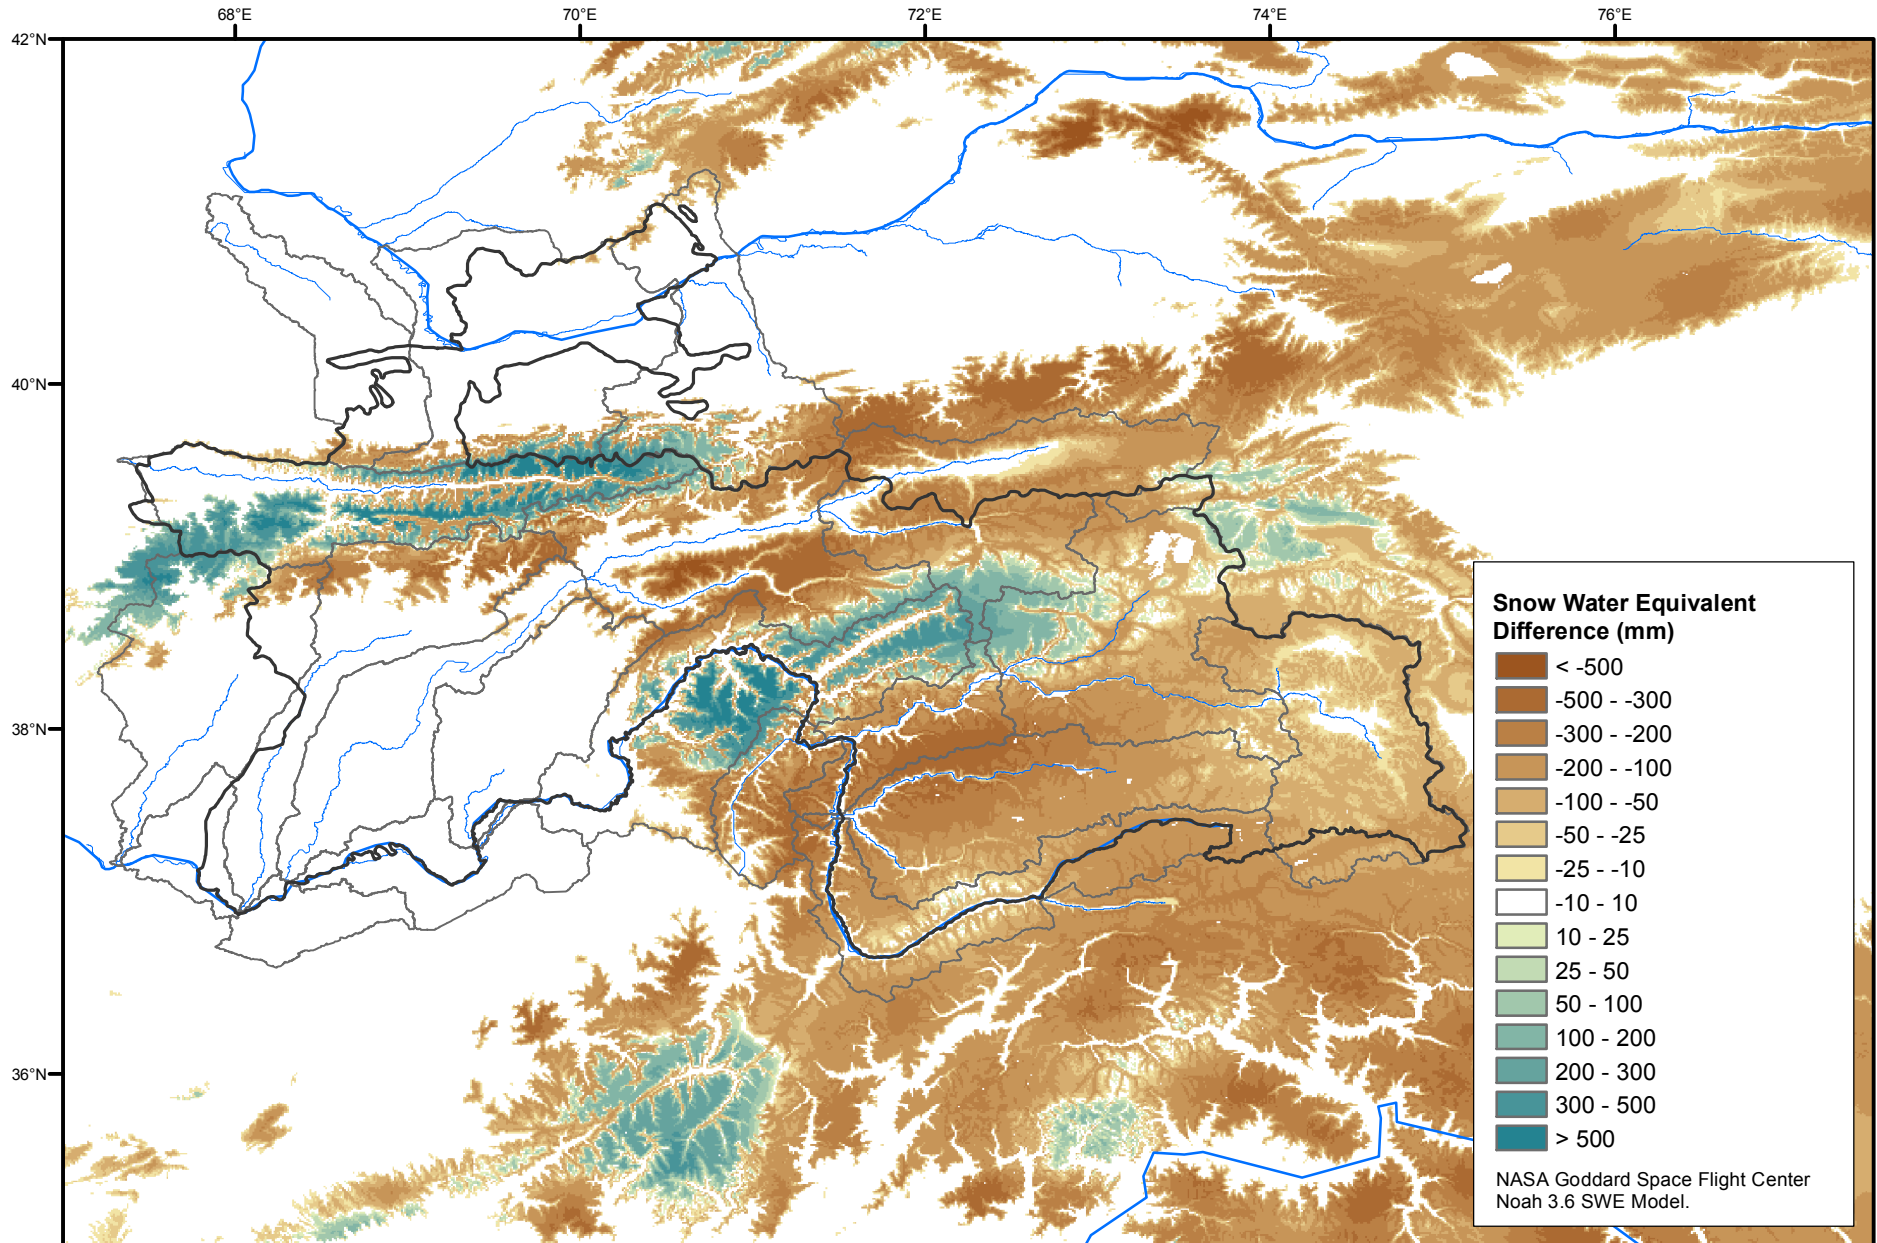 68°E
70°E
72°E
74°E
76°E
42°N
40°N
38°N
36°N
Snow Water Equivalent
Difference (mm)
< -500
-500 - -300
-300 - -200
-200 - -100
-100 - -50
-50 - -25
-25 - -10
-10 - 10
10 - 25
25 - 50
50 - 100
100 - 200
200 - 300
300 - 500
> 500
NASA Goddard Space Flight Center
Noah 3.6 SWE Model.